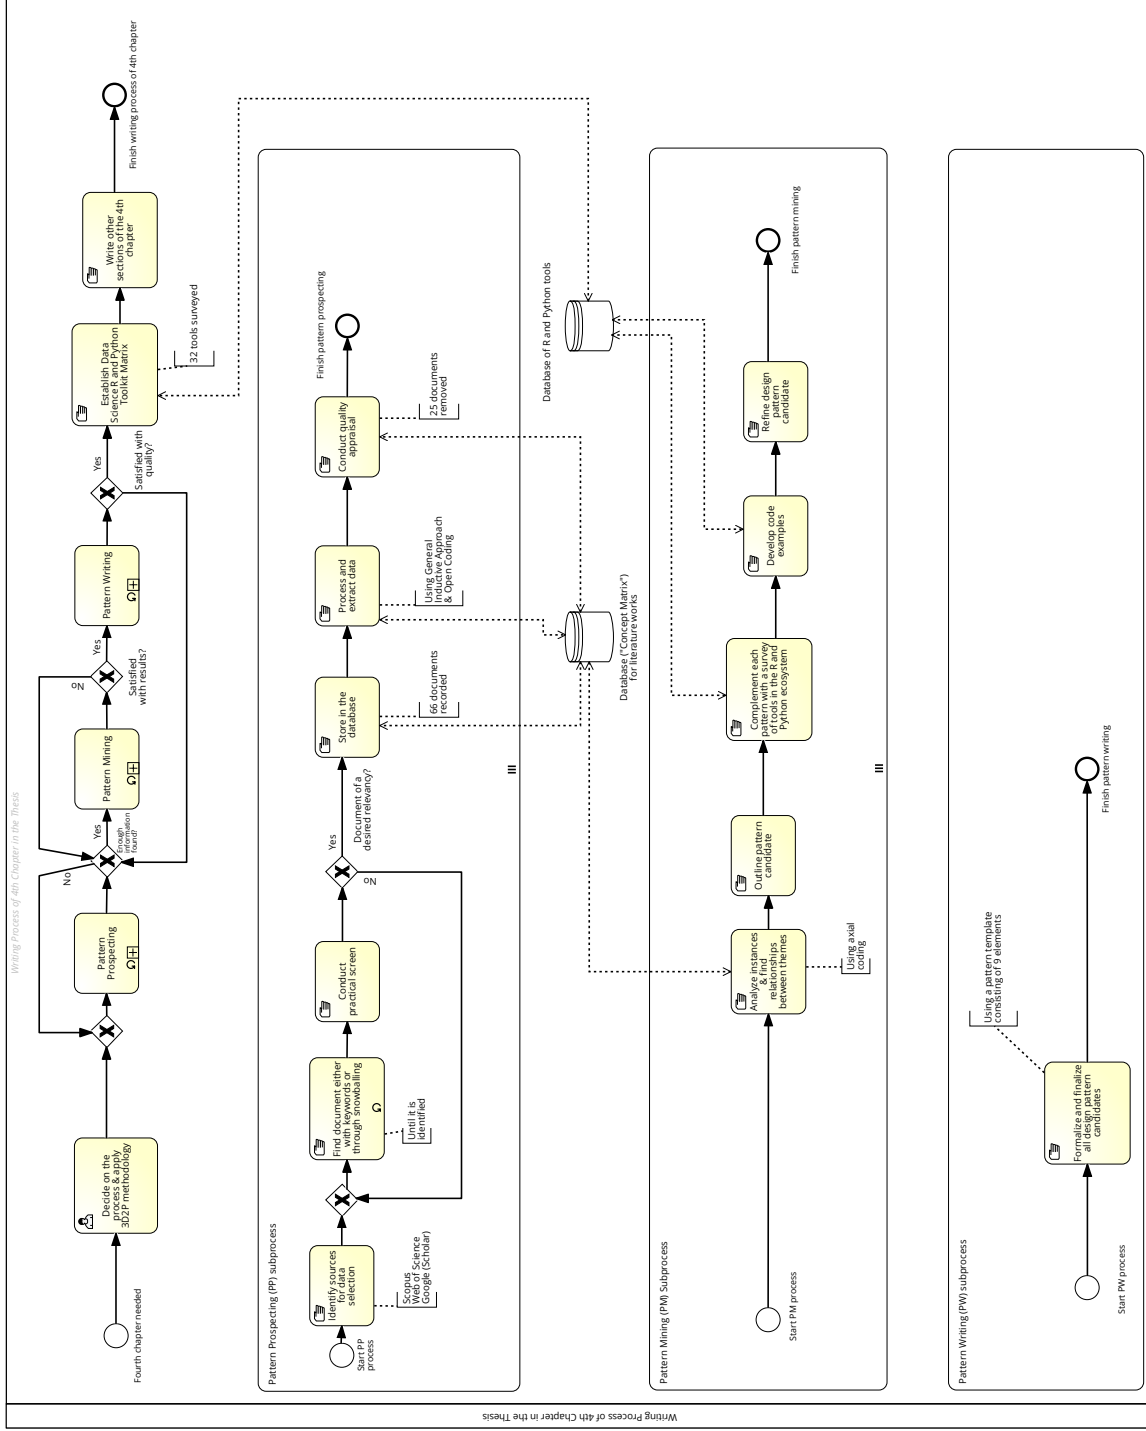 Writing Process of 4th Chapter in the Thesis
Writing Process of 4th Chapter in the Thesis
Fourth chapter needed
Decide on the
process & apply
3D2P methodology
Pattern
Prospecting
No
Enough
information
found?
Yes
Pattern Mining
No
Satisfied
with results?
Yes
Pattern Writing
Satisfied with
quality?
Yes
Establish Data
Science R and Python
Toolkit Matrix
32 tools surveyed
Write other
sections of the 4th
chapter
Finish writing process of 4th chapter
Pattern Prospecting (PP) subprocess
Start PP
process
Identify sources
for data
selection
Scopus
Web of Science
Google (Scholar)
Find document either
with keywords or
through snowballing
Until it is
identified
Conduct
practical screen
No
Yes
Document of a
desired relevancy?
Store in the
database
66 documents
recorded
Process and
extract data
Using General
Inductive Approach
& Open Coding
Conduct quality
appraisal
25 documents
removed
Finish pattern prospecting
Database ("Concept Matrix")
for literature works
Database of R and Python tools
Pattern Mining (PM) Subprocess
Start PM process
Analyze instances
& find
relationships
between themes
Using axial
coding
Outline pattern
candidate
Complement each
pattern with a survey
of tools in the R and
Python ecosystem
Develop code
examples
Refine design
pattern
candidate
Finish pattern mining
Pattern Writing (PW) subprocess
Start PW process
Formalize and finalize
all design pattern
candidates
Using a pattern template
consisting of 9 elements
Finish pattern writing